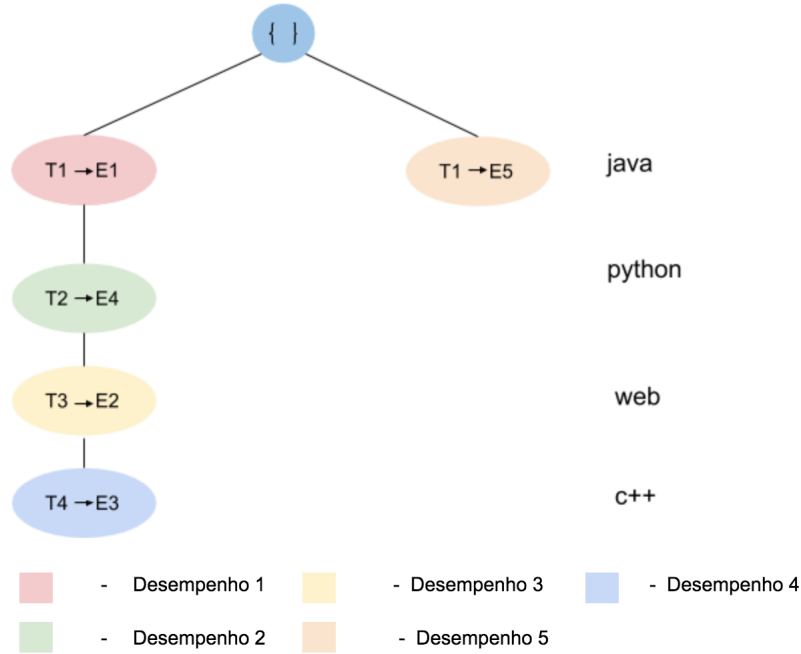 { }
T1 →E1
T1 →E5
java
python
T2 →E4
T3 →E2
web
T4 →E3
c++
- Desempenho 1
- Desempenho 3
- Desempenho 4
- Desempenho 2
- Desempenho 5